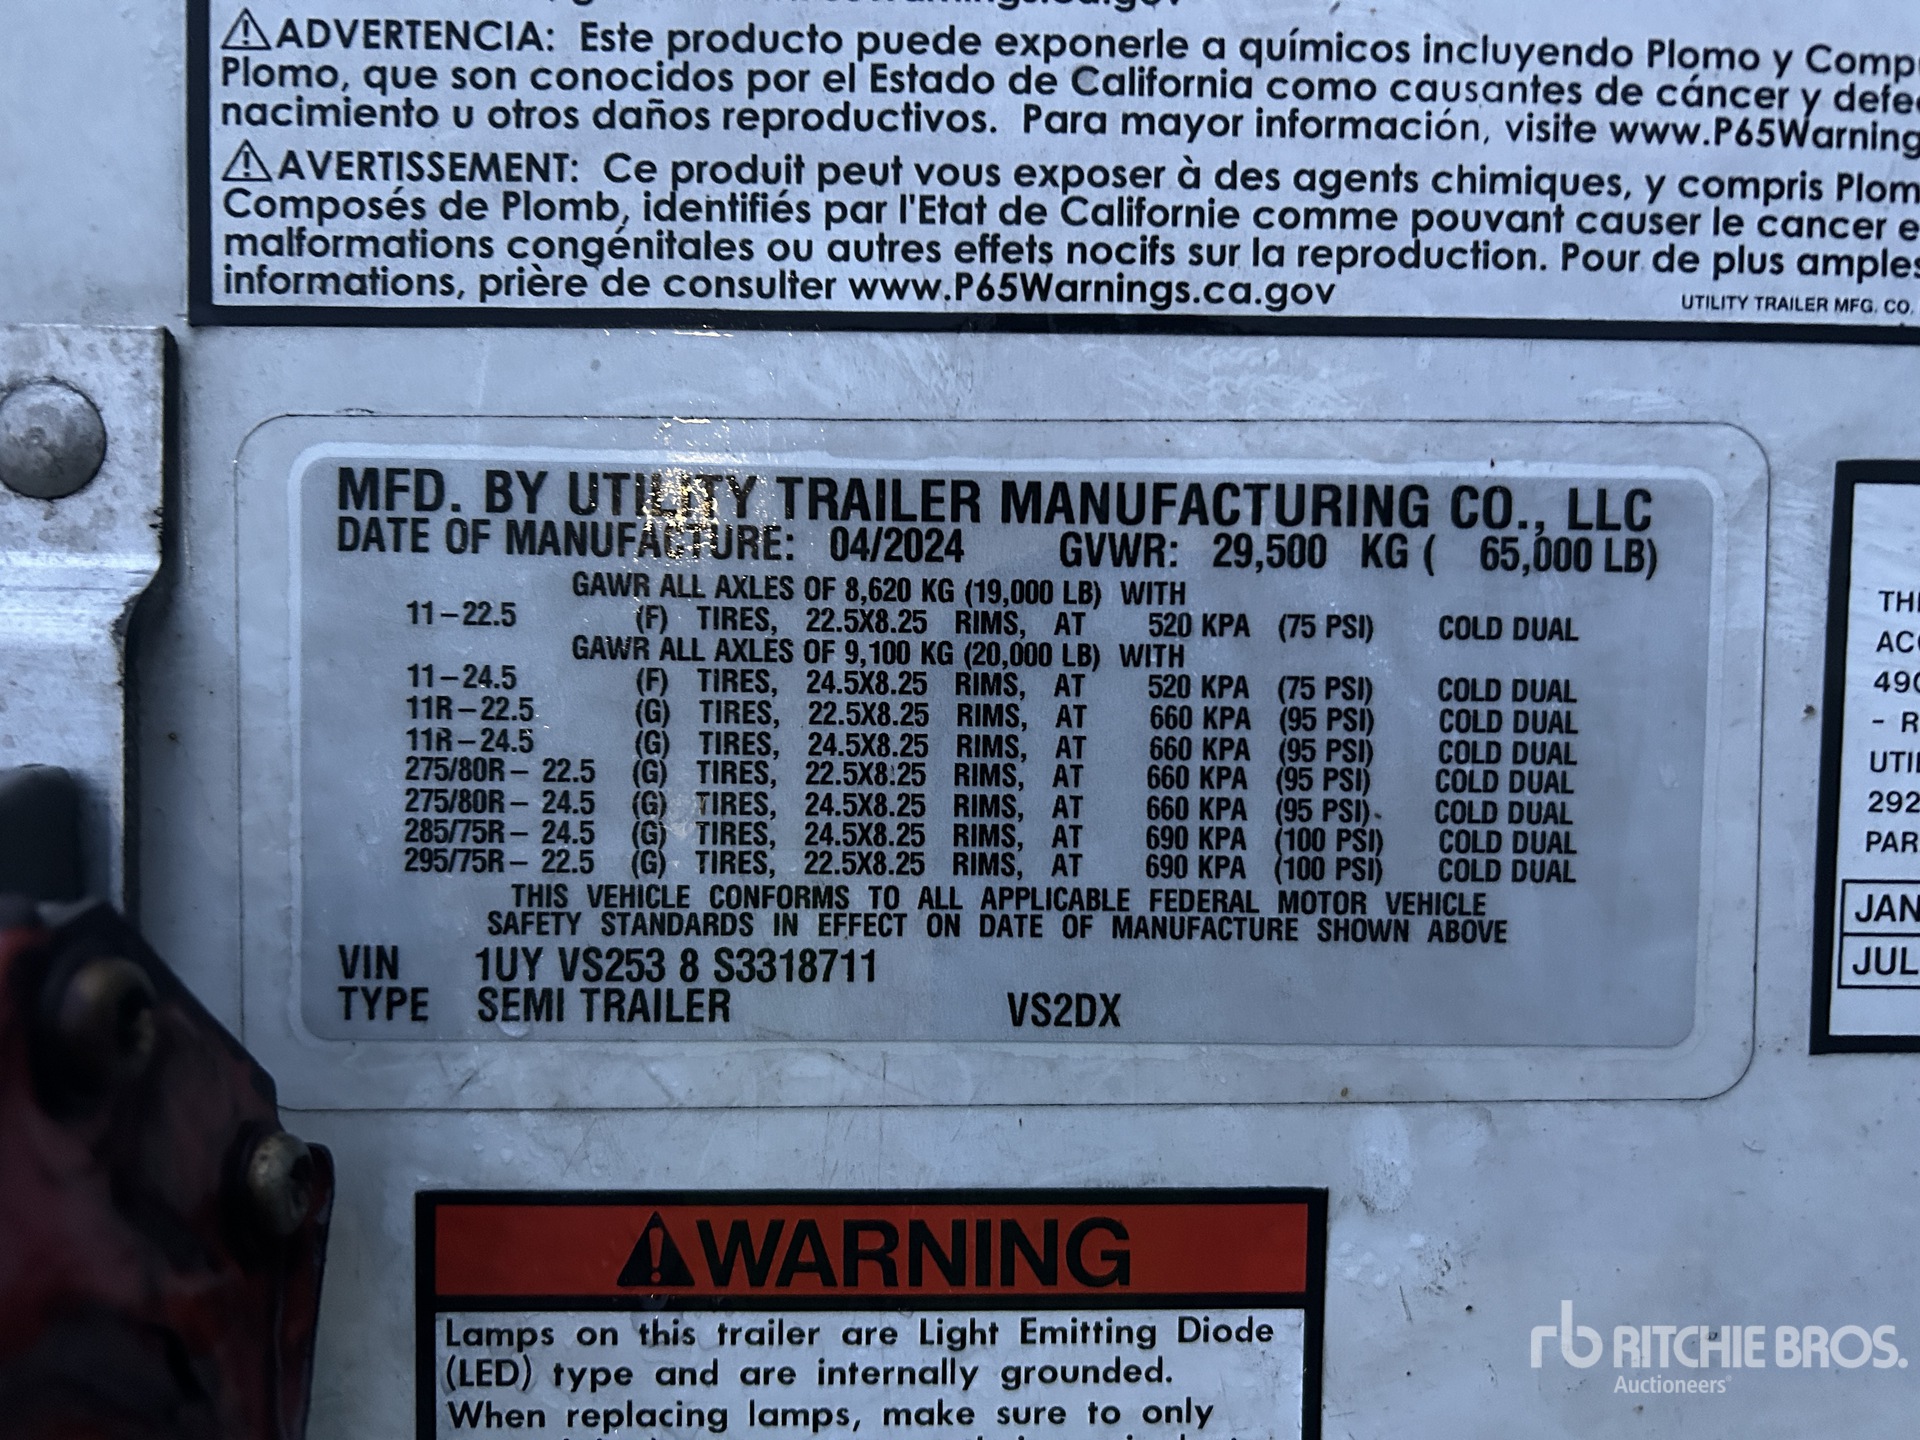 ⚠ADVERTENCIA: Este producto puede exponerle a químicos incluyendo Plomo y
Plomo, que son conocidos por el Estado de California como causantes de cáncer y
nacimiento u otros daños reproductivos. Para mayor información, visite www.P65Warning
⚠AVERTISSEMENT: Ce produit peut vous exposer à des agents chimiques, y compris
Composés de Plomb, identifiés par l'Etat de Californie comme pouvant causer le cancer e
malformations congénitales ou autres effets nocifs sur la reproduction. Pour de plus amples
informations, prière de consulter www.P65Warnings.ca.gov
UTILITY TRAILER MFG. CO.
MFD. BY UTILITY TRAILER MANUFACTURING CO., LLC
DATE OF MANUFACTURE: 04/2024 GVWR: 29,500 KG ( 65,000 LB)
GAWR ALL AXLES OF 8,620 KG (19,000 LB) WITH
11-22.5 (F) TIRES, 22.5X8.25 RIMS, AT 520 KPA (75 PSI) COLD DUAL
GAWR ALL AXLES OF 9,100 KG (20,000 LB) WITH
11-24.5 (F) TIRES, 24.5X8.25 RIMS, AT 520 KPA (75 PSI) COLD DUAL
11R-22.5 (G) TIRES, 22.5X8.25 RIMS, AT 660 KPA (95 PSI) COLD DUAL
11R-24.5 (G) TIRES, 24.5X8.25 RIMS, AT 660 KPA (95 PSI) COLD DUAL
275/80R- 22.5 (G) TIRES, 22.5X8.25 RIMS, AT 660 KPA (95 PSI) COLD DUAL
275/80R- 24.5 (G) TIRES, 24.5X8.25 RIMS, AT 660 KPA (95 PSI) COLD DUAL
285/75R- 24.5 (G) TIRES, 24.5X8.25 RIMS, AT 690 KPA (100 PSI) COLD DUAL
295/75R- 22.5 (G) TIRES, 22.5X8.25 RIMS, AT 690 KPA (100 PSI) COLD DUAL
THIS VEHICLE CONFORMS TO ALL APPLICABLE FEDERAL MOTOR VEHICLE
SAFETY STANDARDS IN EFFECT ON DATE OF MANUFACTURE SHOWN ABOVE
VIN 1UY VS253 8 S3318711
TYPE SEMI TRAILER VS2DX
- R
292
PAR
JAN
JUL
⚠WARNING
Lamps on this trailer are Light Emitting Diode
(LED) type and are internally grounded.
When replacing lamps, make sure to only
rb RITCHIE BROS.
Auctioneers